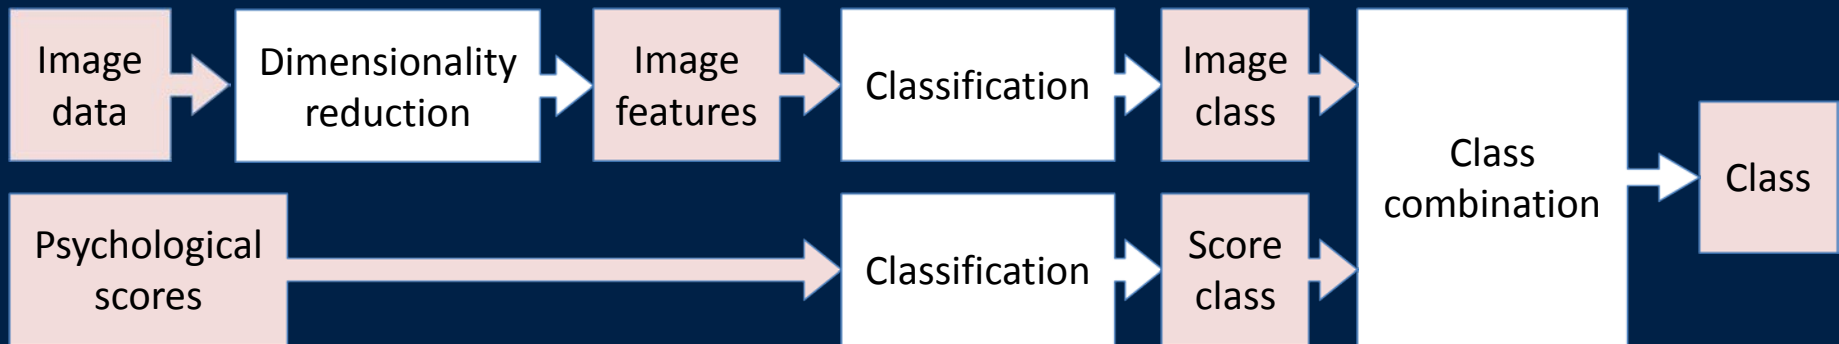 Image
data
Dimensionality
reduction
Image
features
Classification
Image
class
Class
combination
Class
Psychological
scores
Classification
Score
class